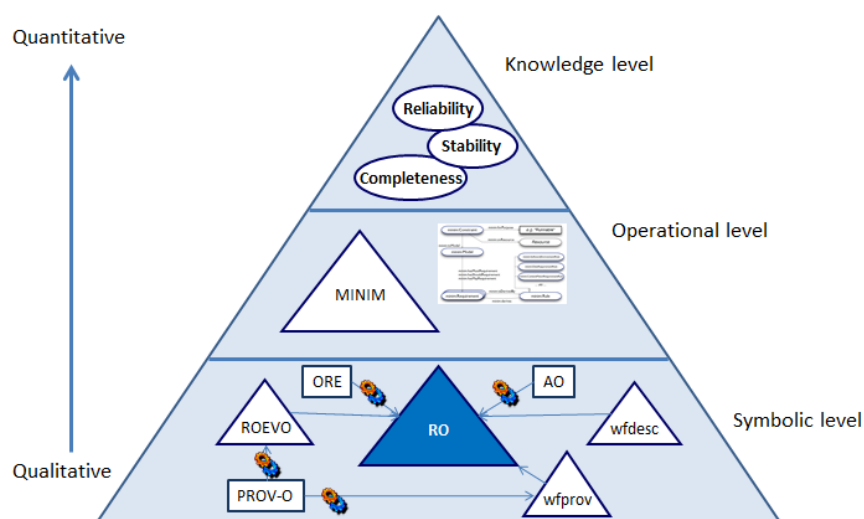 Quantitative
Knowledge level
Reliability
Stability
Completeness
Operational level
MINIM
Resource
ORE
AO
ROEVO
RO
wfdesc
Symbolic level
Qualitative
PROV-O
wfprov